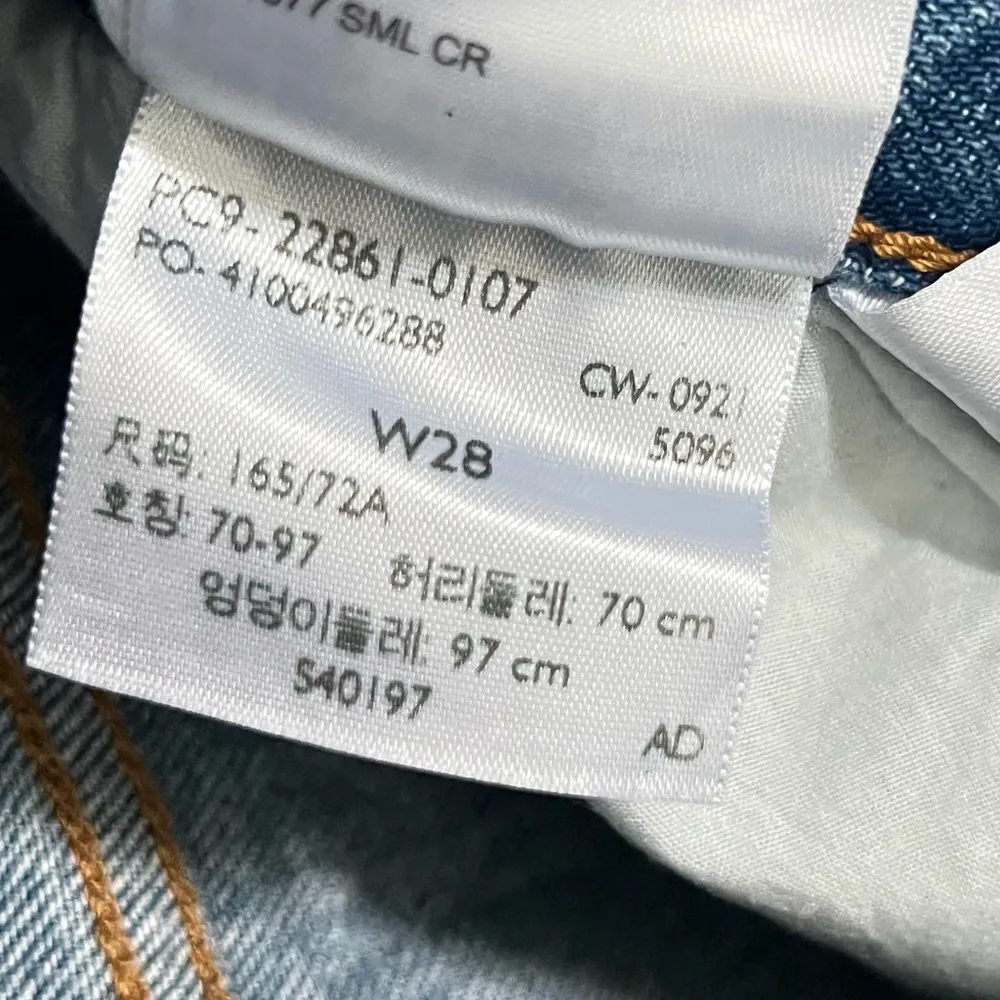 SML CR
PC9-22861-0107
PO-4100496288
CW-0921
5096
W28
尺码: 165/72A
호칭: 70-97 허리둘레: 70 cm
엉덩이둘레: 97 cm
540197
AD